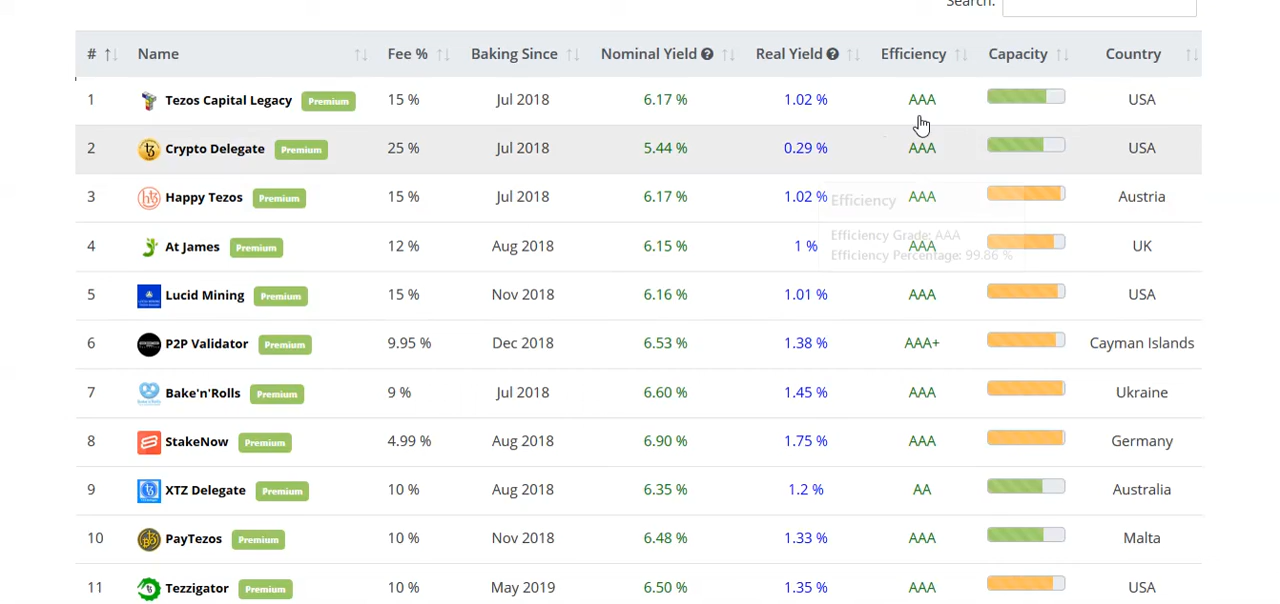 Search:
# Name Fee % Baking Since Nominal Yield ? Real Yield ? Efficiency Capacity Country
1 Tezos Capital Legacy Premium 15 % Jul 2018 6.17 % 1.02 % AAA USA
2 Crypto Delegate Premium 25 % Jul 2018 5.44 % 0.29 % AAA USA
3 Happy Tezos Premium 15 % Jul 2018 6.17 % 1.02 % AAA Austria
Efficiency
4 At James Premium 12 % Aug 2018 6.15 % 1 % AAA UK
Efficiency Grade: AAA
Efficiency Percentage: 99.86 %
5 Lucid Mining Premium 15 % Nov 2018 6.16 % 1.01 % AAA USA
6 P2P Validator Premium 9.95 % Dec 2018 6.53 % 1.38 % AAA+ Cayman Islands
7 Bake'n'Rolls Premium 9 % Jul 2018 6.60 % 1.45 % AAA Ukraine
8 StakeNow Premium 4.99 % Aug 2018 6.90 % 1.75 % AAA Germany
9 XTZ Delegate Premium 10 % Aug 2018 6.35 % 1.2 % AA Australia
10 PayTezos Premium 10 % Nov 2018 6.48 % 1.33 % AAA Malta
11 Tezzigator Premium 10 % May 2019 6.50 % 1.35 % AAA USA